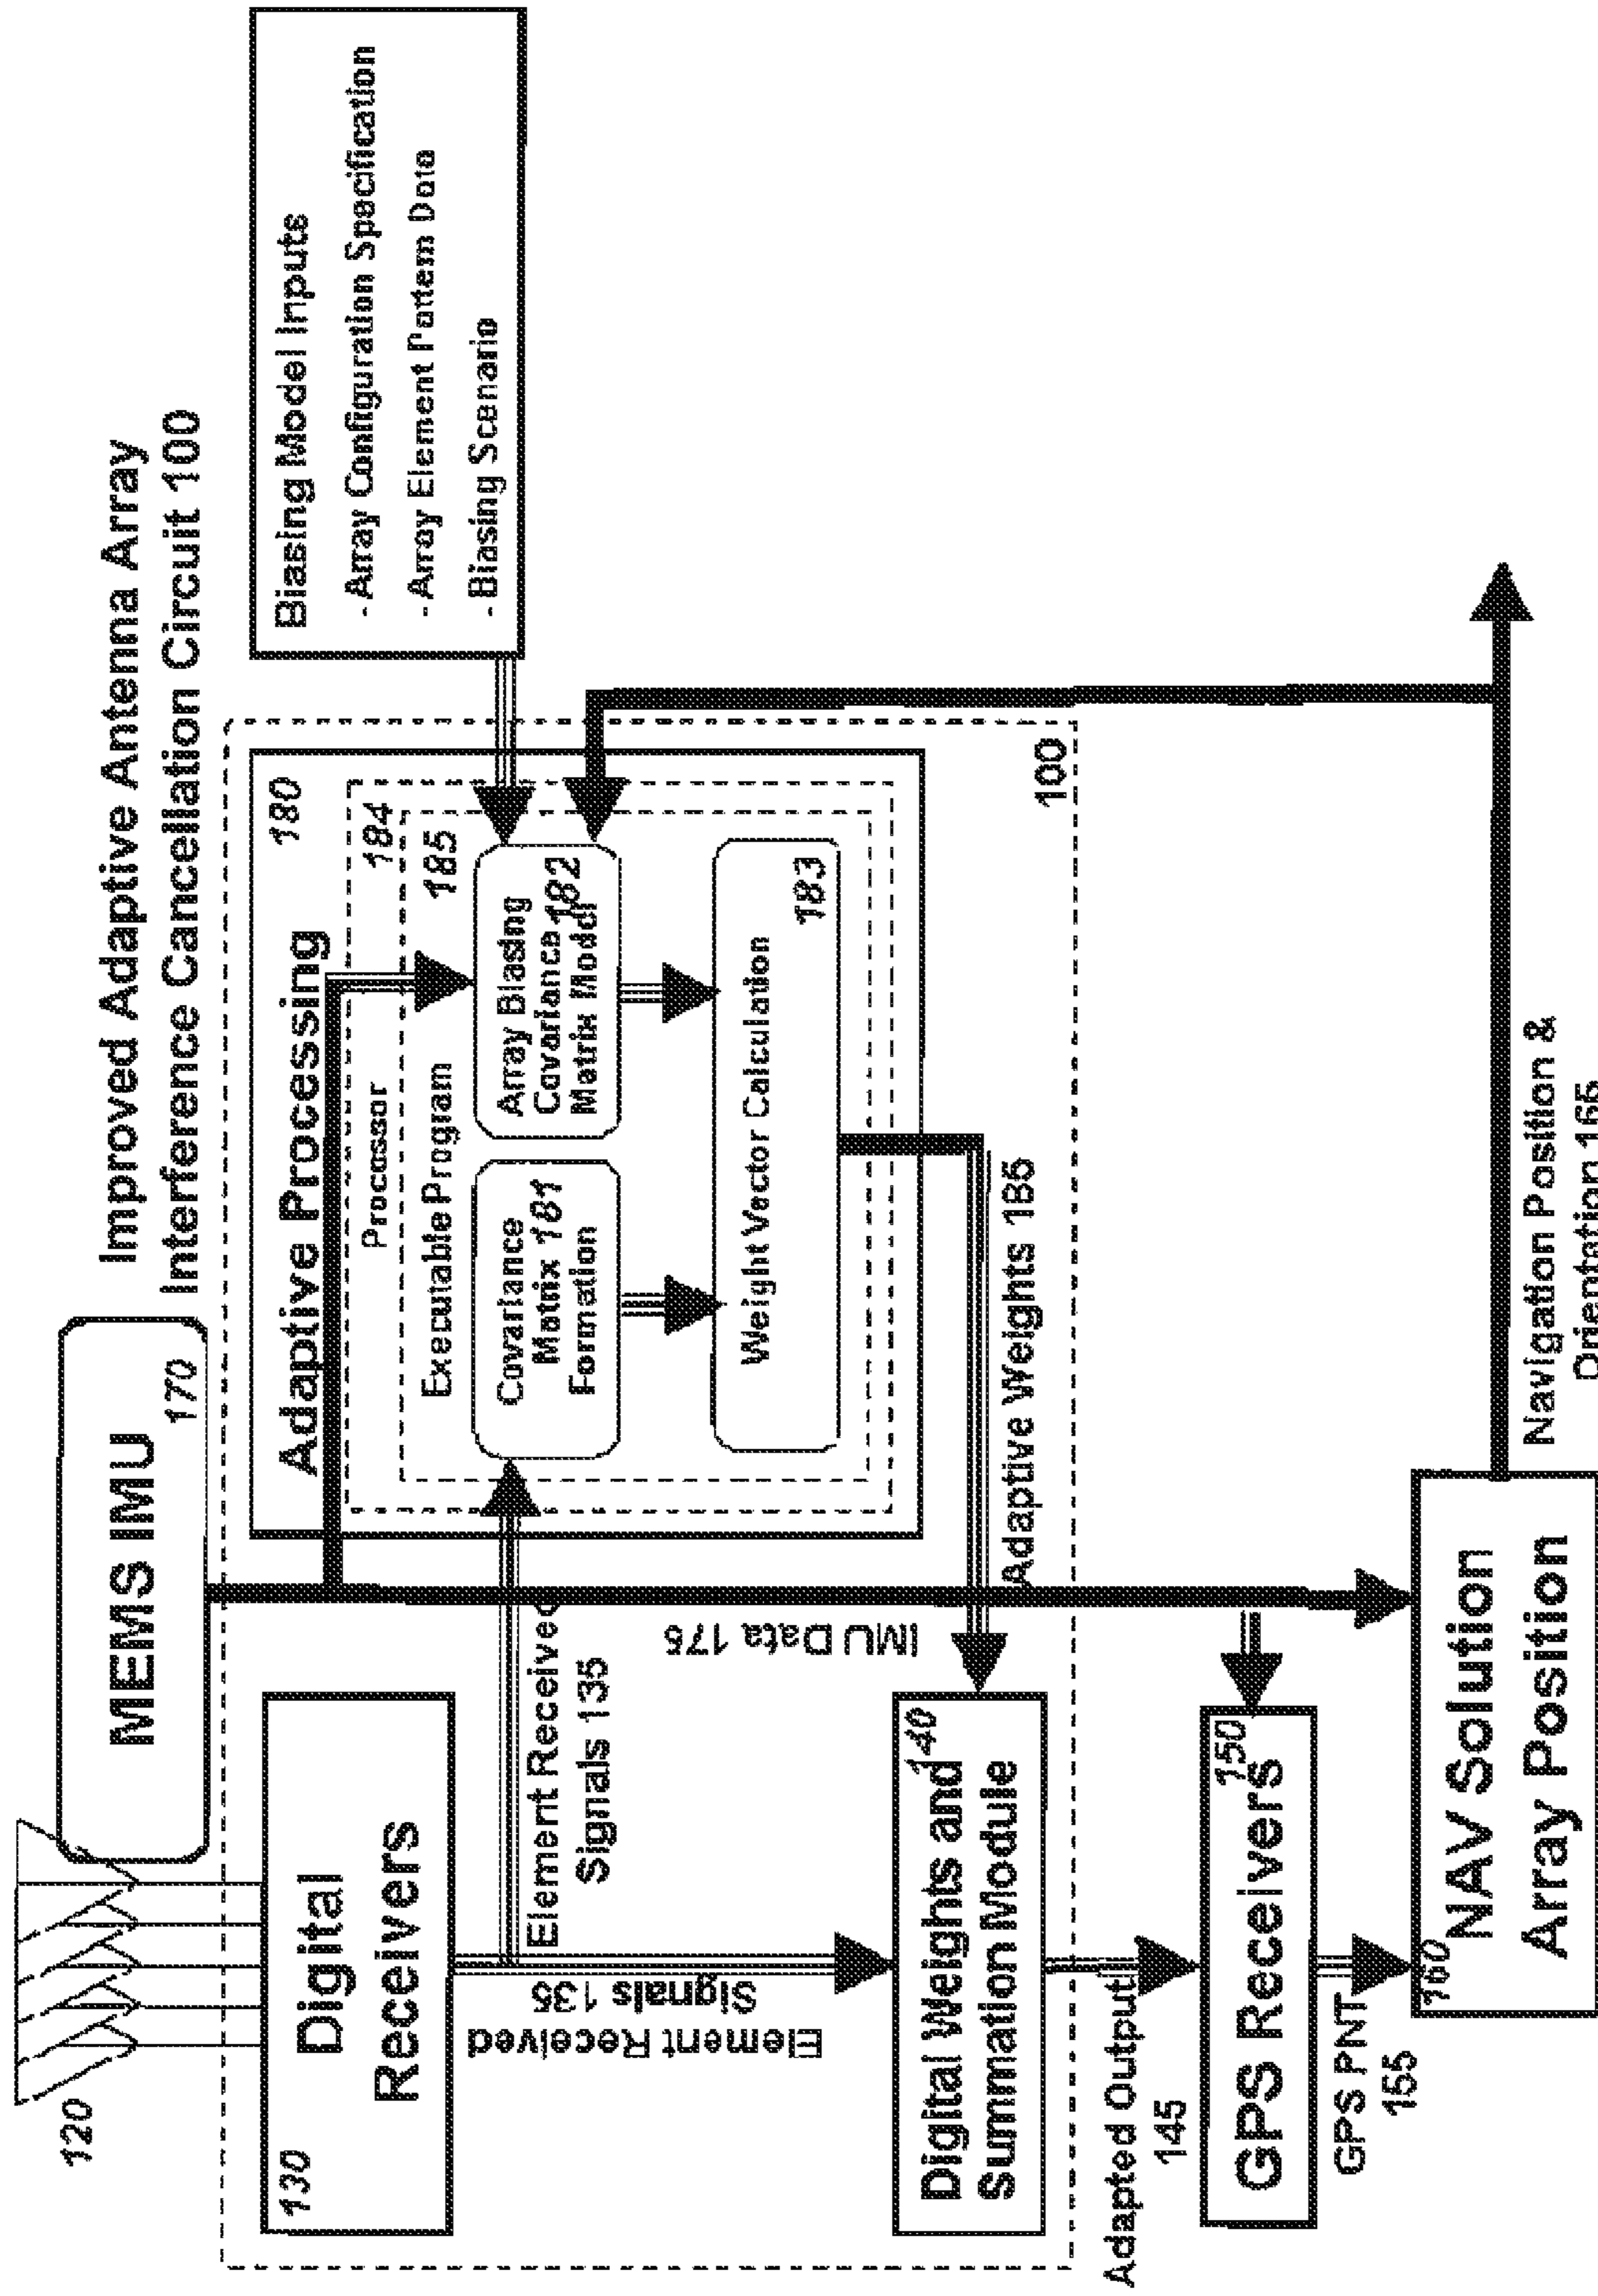 Improved Adaptive Antenna Array
Interference Cancellation Circuit 100
120
MEMS IMU
170
130
Digital
Receivers
Adaptive Processing
180
Processor
184
Executable Program
185
Covariance
Matrix 181
Formation
Array Biasing
Covariance 182
Matrix Model
Weight Vector Calculation
183
Biasing Model Inputs
- Array Configuration Specification
- Array Element Pattern Data
- Biasing Scenario
Element Received
Signals 135
Element Received
Signals 135
IMU Data 175
Adaptive Weights 185
100
140
Digital Weights and
Summation Module
Adapted Output
145
150
GPS Receivers
GPS PNT
155
160
NAV Solution
Array Position
Navigation Position &
Orientation 165